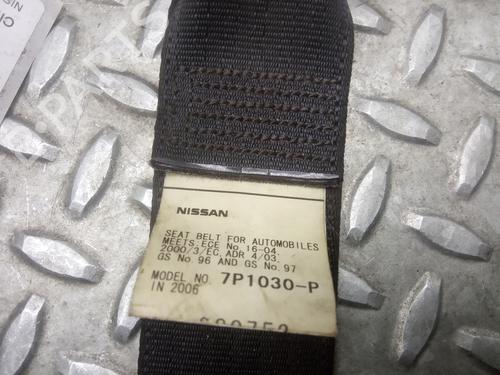 NISSAN
SEAT BELT FOR AUTOMOBILES
MEETS:ECE No. 16-04.
2000/3/EC, ADR 4/03.
GS No. 96 AND GS No. 97
MODEL NO. 7P1030-P
IN 2006